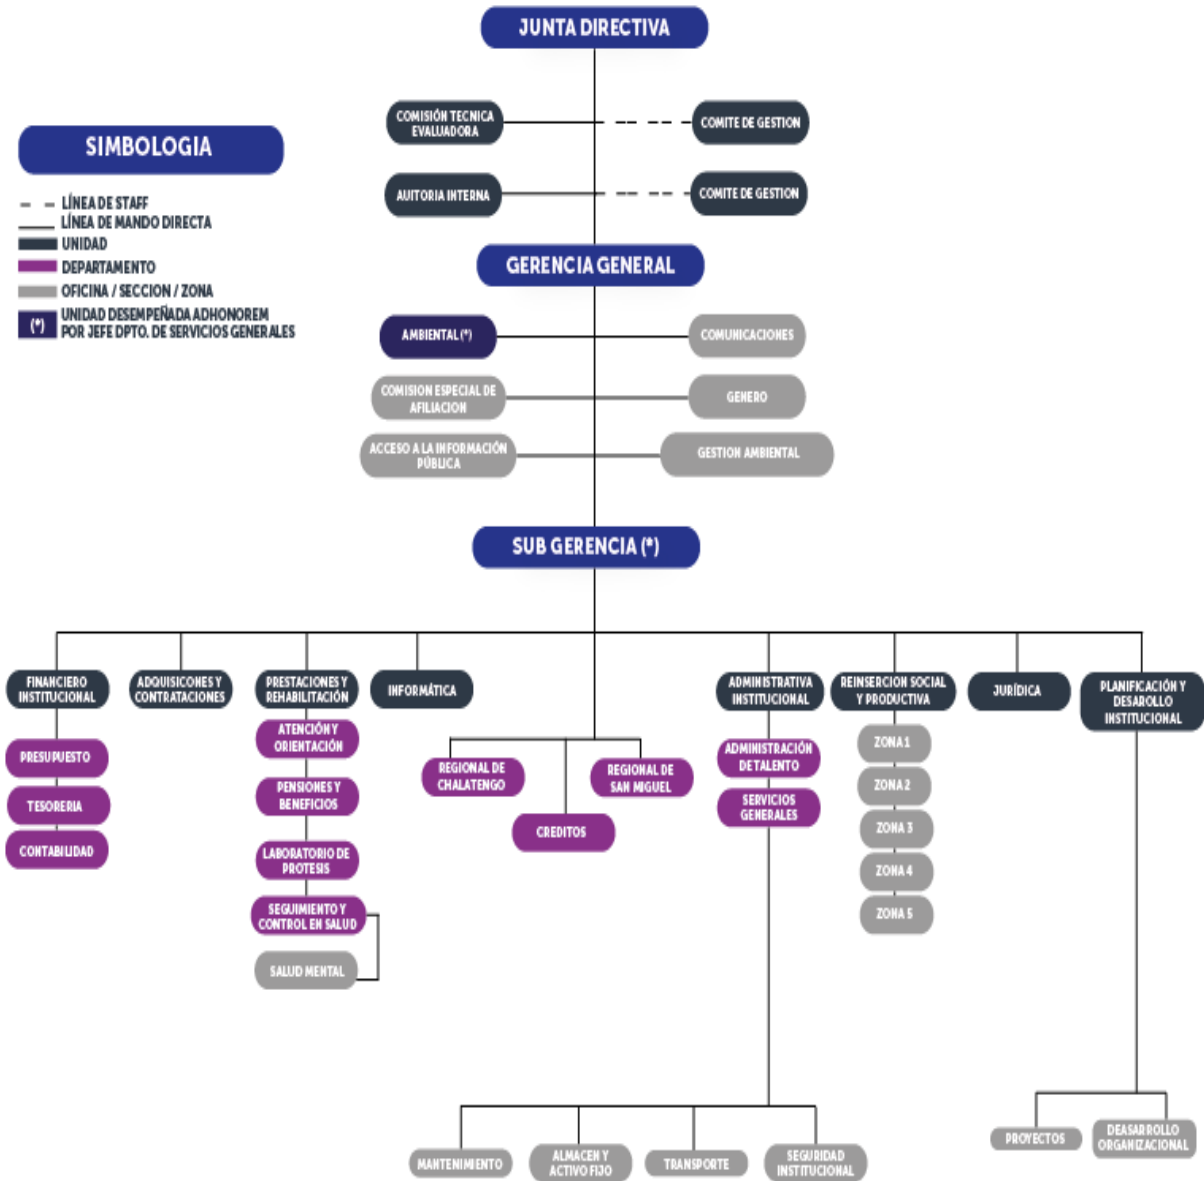 JUNTA DIRECTIVA
COMISIÓN TECNICA
EVALUADORA
COMITE DE GESTION
AUITORIA INTERNA
COMITE DE GESTION
SIMBOLOGIA
LÍNEA DE STAFF
LÍNEA DE MANDO DIRECTA
UNIDAD
DEPARTAMENTO
OFICINA / SECCION / ZONA
(*)
UNIDAD DESEMPEÑADA ADHONOREM
POR JEFE DPTO. DE SERVICIOS GENERALES
GERENCIA GENERAL
AMBIENTAL (*)
COMUNICACIONES
COMISION ESPECIAL DE
AFILIACION
GENERO
ACCESO A LA INFORMACIÓN
PÚBLICA
GESTION AMBIENTAL
SUB GERENCIA (*)
FINANCIERO
INSTITUCIONAL
PRESUPUESTO
TESORERIA
CONTABILIDAD
ADQUISICONES Y
CONTRATACIONES
PRESTACIONES Y
REHABILITACIÓN
ATENCIÓN Y
ORIENTACIÓN
PENSIONES Y
BENEFICIOS
LABORATORIO DE
PROTESIS
SEGUIMIENTO Y
CONTROL EN SALUD
SALUD MENTAL
INFORMÁTICA
REGIONAL DE
CHALATENGO
CREDITOS
REGIONAL DE
SAN MIGUEL
ADMINISTRATIVA
INSTITUCIONAL
ADMINISTRACIÓN
DE TALENTO
SERVICIOS
GENERALES
MANTENIMIENTO
ALMACEN Y
ACTIVO FIJO
TRANSPORTE
SEGURIDAD
INSTITUCIONAL
REINSERCION SOCIAL
Y PRODUCTIVA
ZONA 1
ZONA 2
ZONA 3
ZONA 4
ZONA 5
JURÍDICA
PLANIFICACIÓN Y
DESAROLLO
INSTITUCIONAL
PROYECTOS
DEASARROLLO
ORGANIZACIONAL